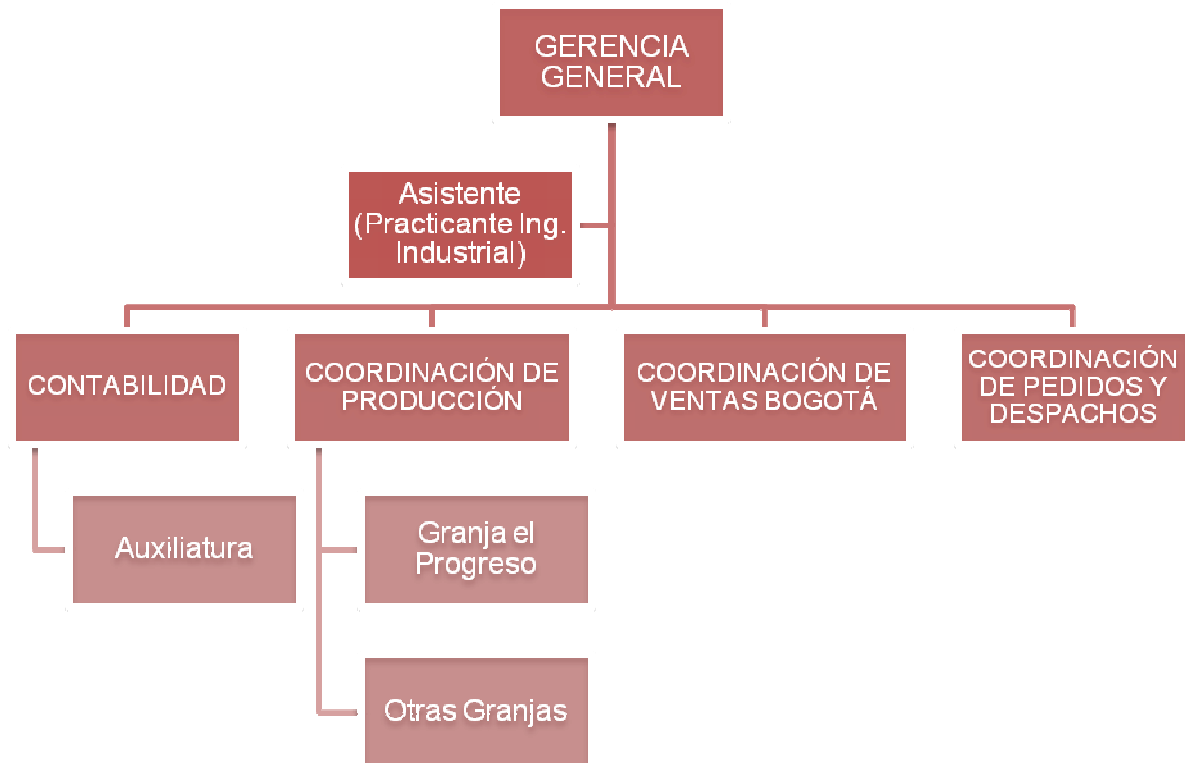 GERENCIA
GENERAL
Asistente
(Practicante Ing.
Industrial)
CONTABILIDAD
COORDINACIÓN DE
PRODUCCIÓN
COORDINACIÓN DE
VENTAS BOGOTÁ
COORDINACIÓN
DE PEDIDOS Y
DESPACHOS
Auxiliatura
Granja el
Progreso
Otras Granjas